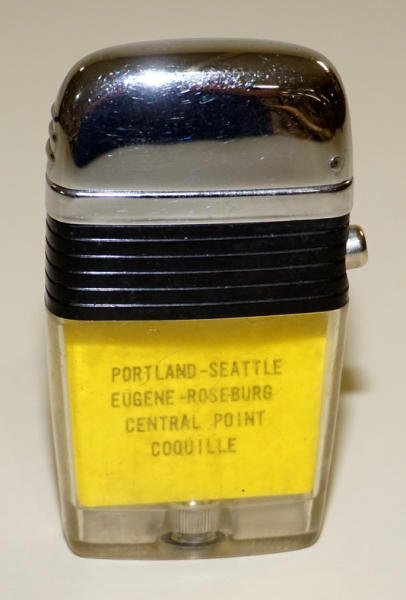 PORTLAND-SEATTLE
EUGENE-ROSEBURG
CENTRAL POINT
COQUILLE